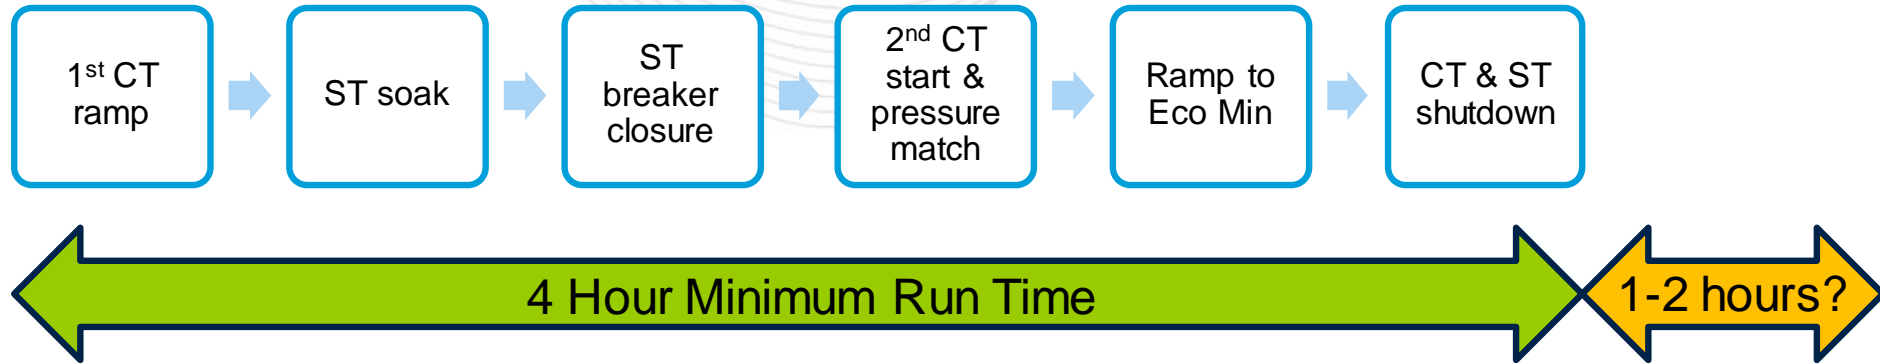 1st CT
ramp
ST soak
ST
breaker
closure
2nd CT
start &
pressure
match
Ramp to
Eco Min
CT & ST
shutdown
4 Hour Minimum Run Time
1-2 hours?